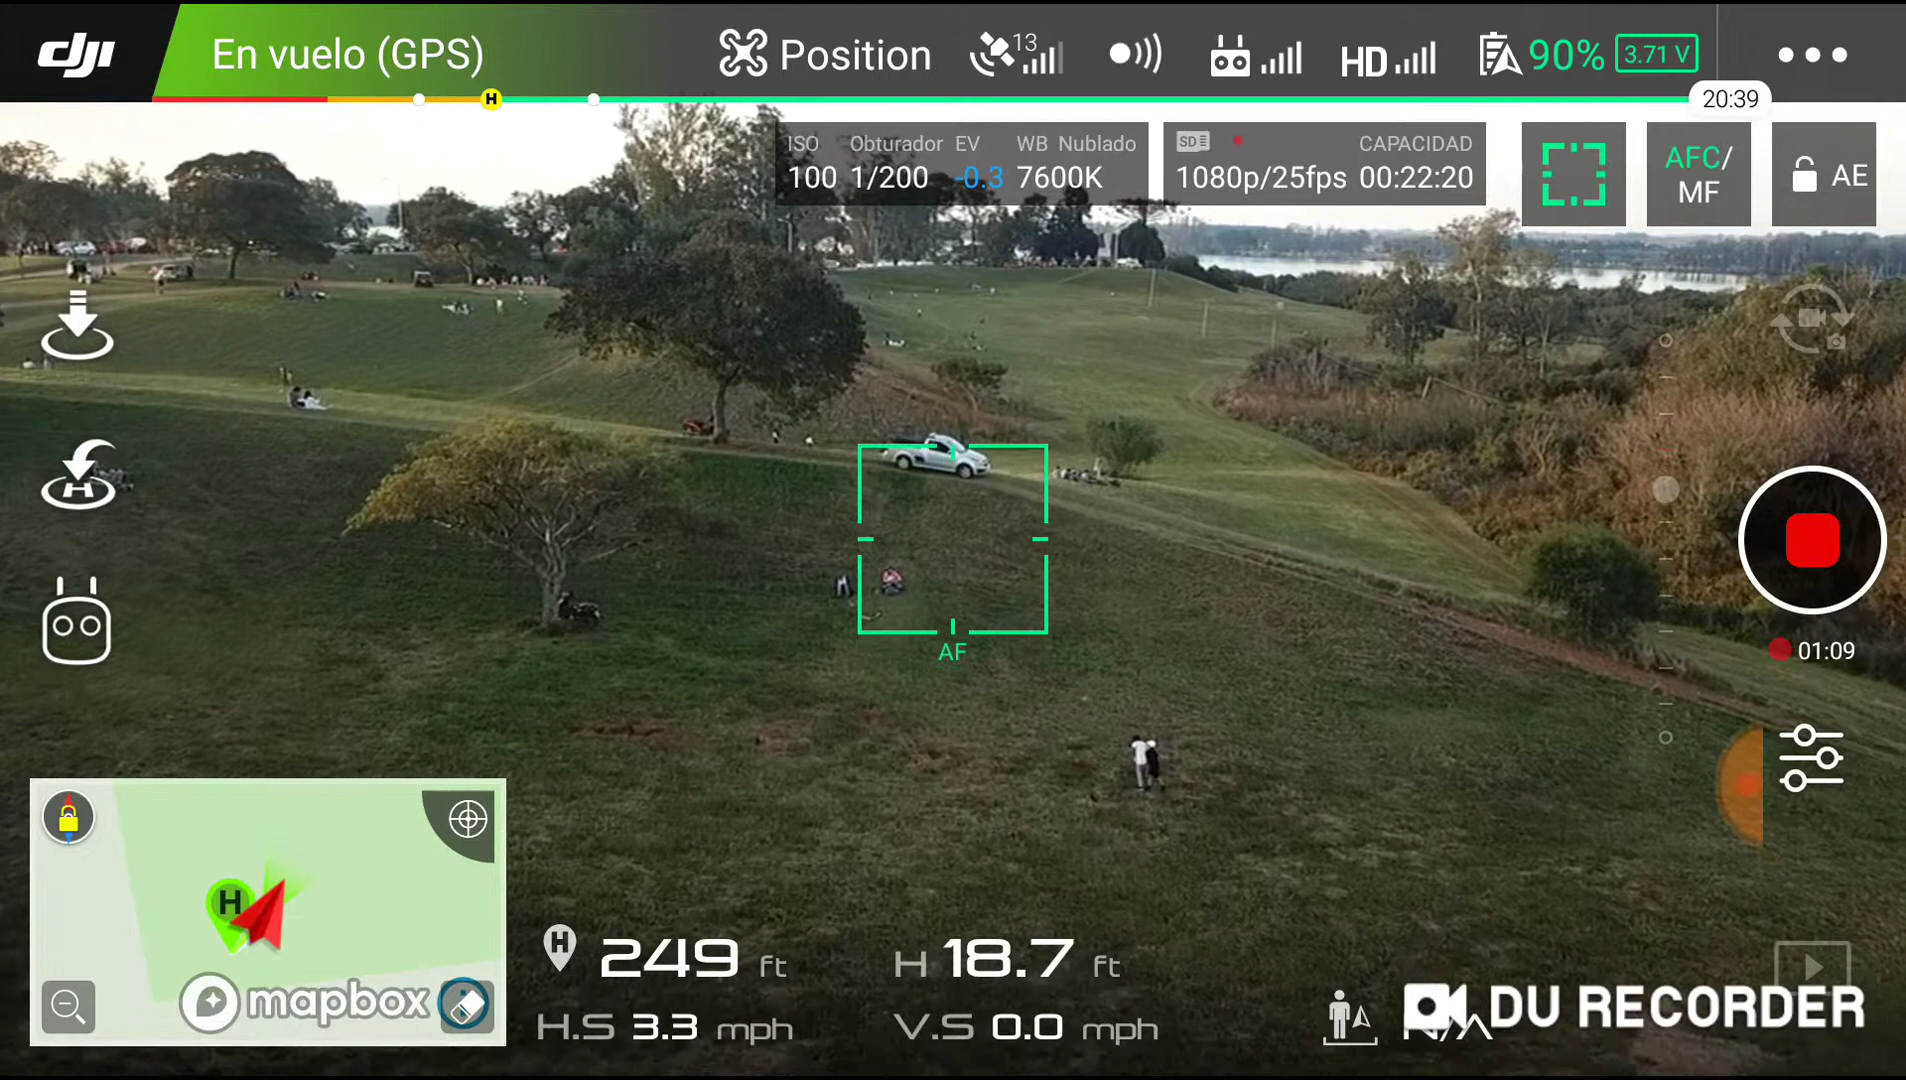 dji
En vuelo (GPS)
Position
13
HD
90%
3.71 V
H
20:39
ISO Obturador EV WB Nublado
100 1/200 -0.3 7600K
SD CAPACIDAD
1080p/25fps 00:22:20
AFC/
MF
AE
H
AF
01:09
H
mapbox
H 249 ft H 18.7 ft
H.S 3.3 mph V.S 0.0 mph
N/A
DU RECORDER